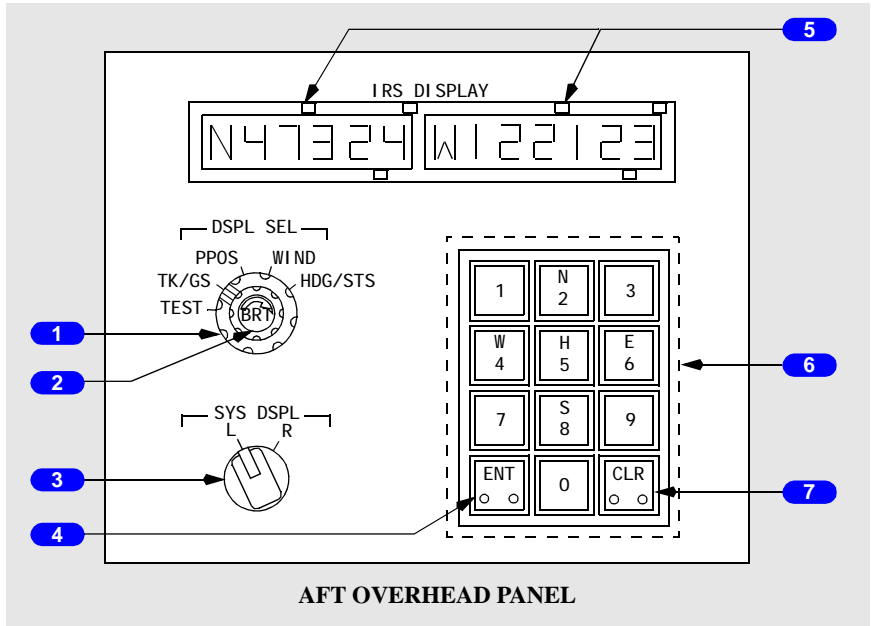 5
IRS DISPLAY
N47324 W122123
DSPL SEL
PPOS WIND
TK/GS HDG/STS
TEST
BRT
1
2
SYS DSPL
L R
3
4
1 N 2 3
W 4 H 5 E 6
7 S 8 9
ENT 0 CLR
6
7
AFT OVERHEAD PANEL